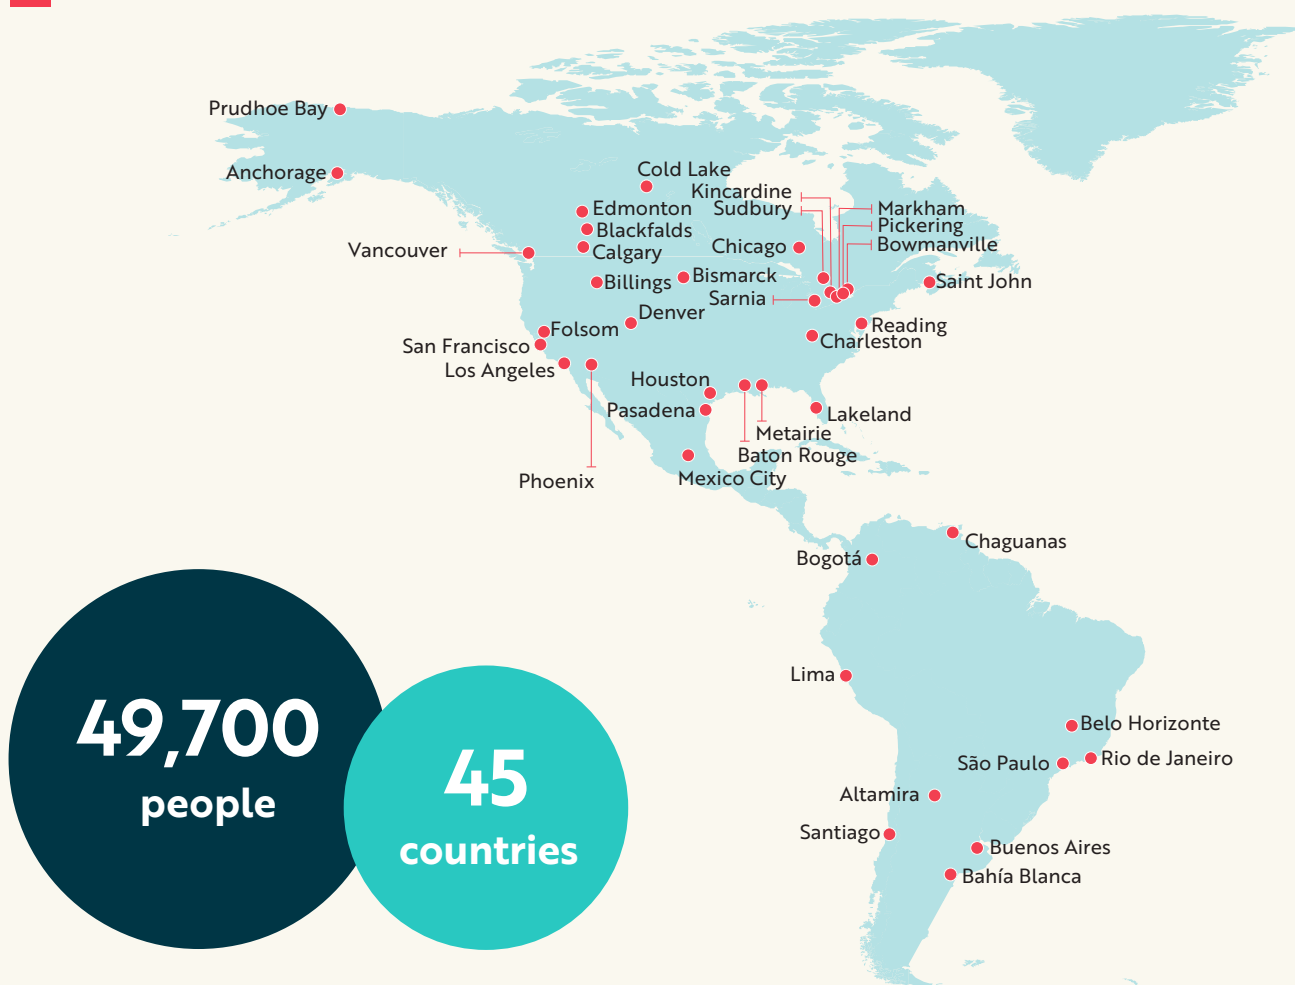 Prudhoe Bay
Anchorage
Cold Lake
Kincardine
Edmonton
Sudbury
Markham
Blackfalds
Pickering
Vancouver
Calgary
Chicago
Bowmanville
Billings
Bismarck
Saint John
Sarnia
Denver
Folsom
Reading
San Francisco
Charleston
Los Angeles
Houston
Pasadena
Lakeland
Metairie
Baton Rouge
Phoenix
Mexico City
Chaguanas
Bogotá
Lima
49,700
people
45
countries
Belo Horizonte
São Paulo
Rio de Janeiro
Altamira
Santiago
Buenos Aires
Bahía Blanca